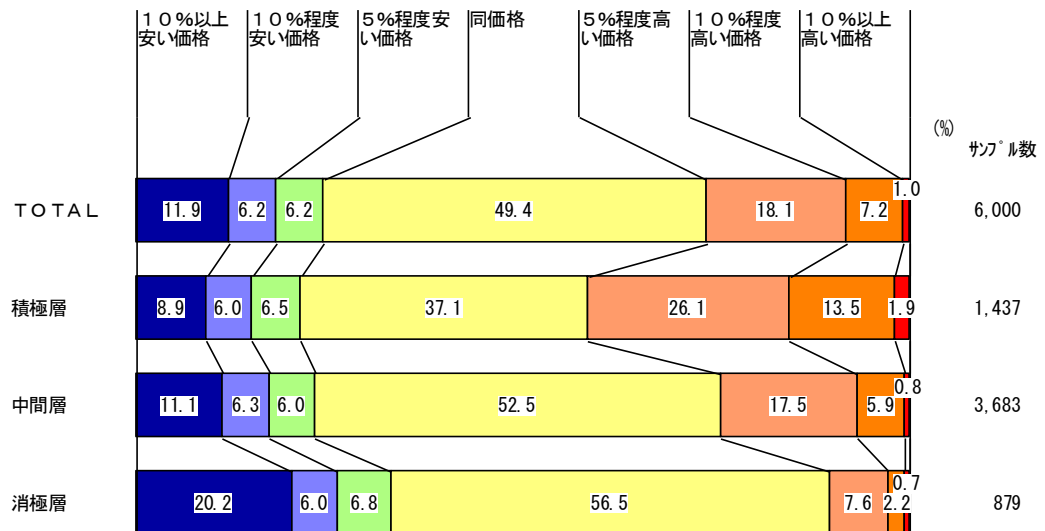 １０%以上
安い価格
１０%程度
安い価格
５%程度安
い価格
同価格
５%程度高
い価格
１０%程度
高い価格
１０%以上
高い価格
(%)
ｻﾝﾌﾟﾙ数
ＴＯＴＡＬ
11.9
6.2
6.2
49.4
18.1
7.2
1.0
6,000
積極層
8.9
6.0
6.5
37.1
26.1
13.5
1.9
1,437
中間層
11.1
6.3
6.0
52.5
17.5
5.9
0.8
3,683
消極層
20.2
6.0
6.8
56.5
7.6
2.2
0.7
879